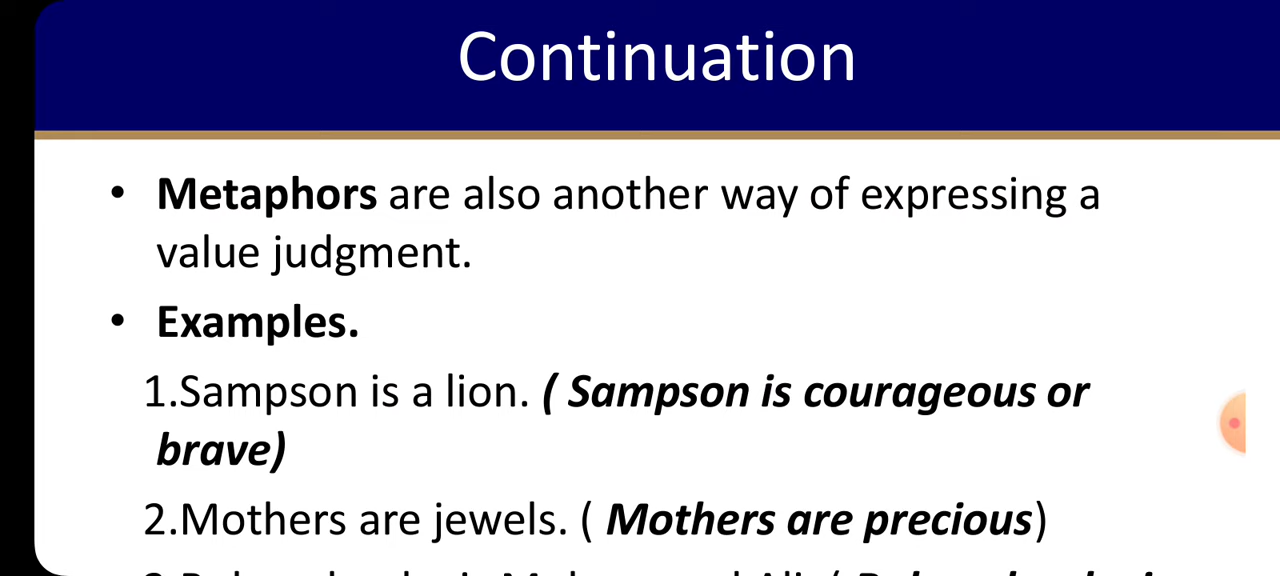 Continuation
• Metaphors are also another way of expressing a
value judgment.
• Examples.
1.Sampson is a lion. ( Sampson is courageous or
brave)
2.Mothers are jewels. ( Mothers are precious)